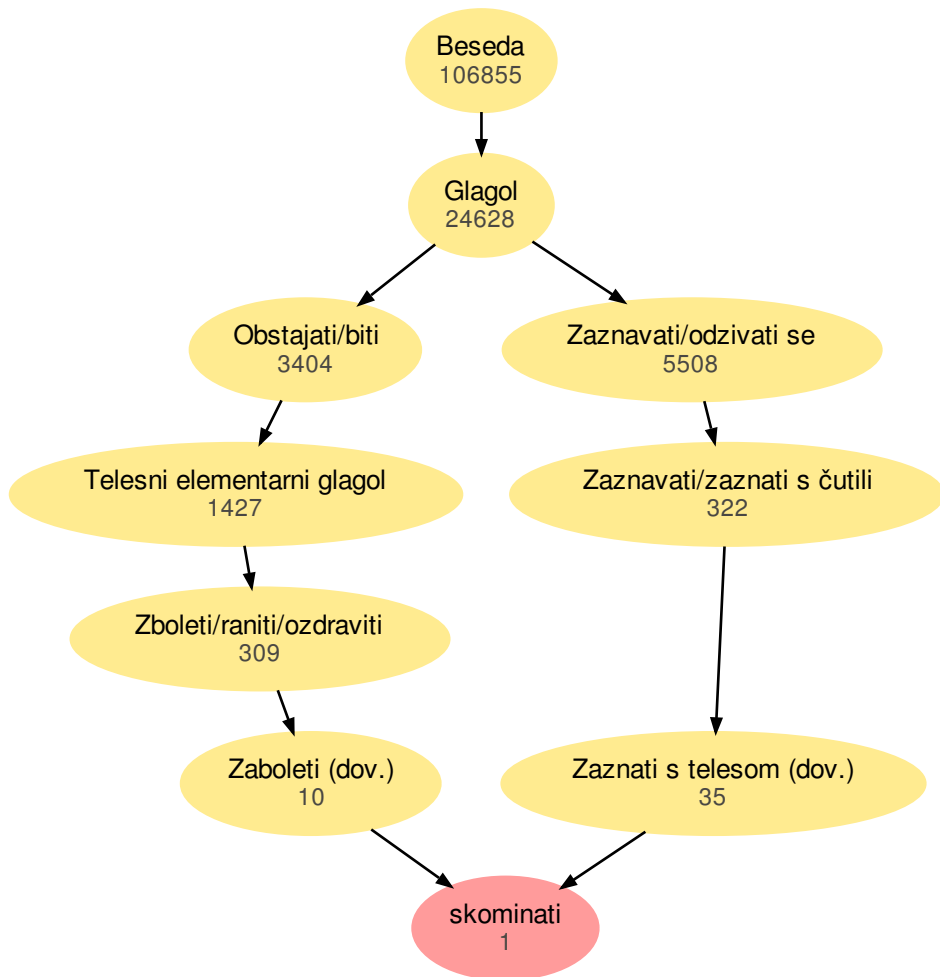 Beseda
106855
Glagol
24628
Obstajati/biti
3404
Zaznavati/odzivati se
5508
Telesni elementarni glagol
1427
Zaznavati/zaznati s čutili
322
Zboleti/raniti/ozdraviti
309
Zaboleti (dov.)
10
Zaznati s telesom (dov.)
35
skominati
1